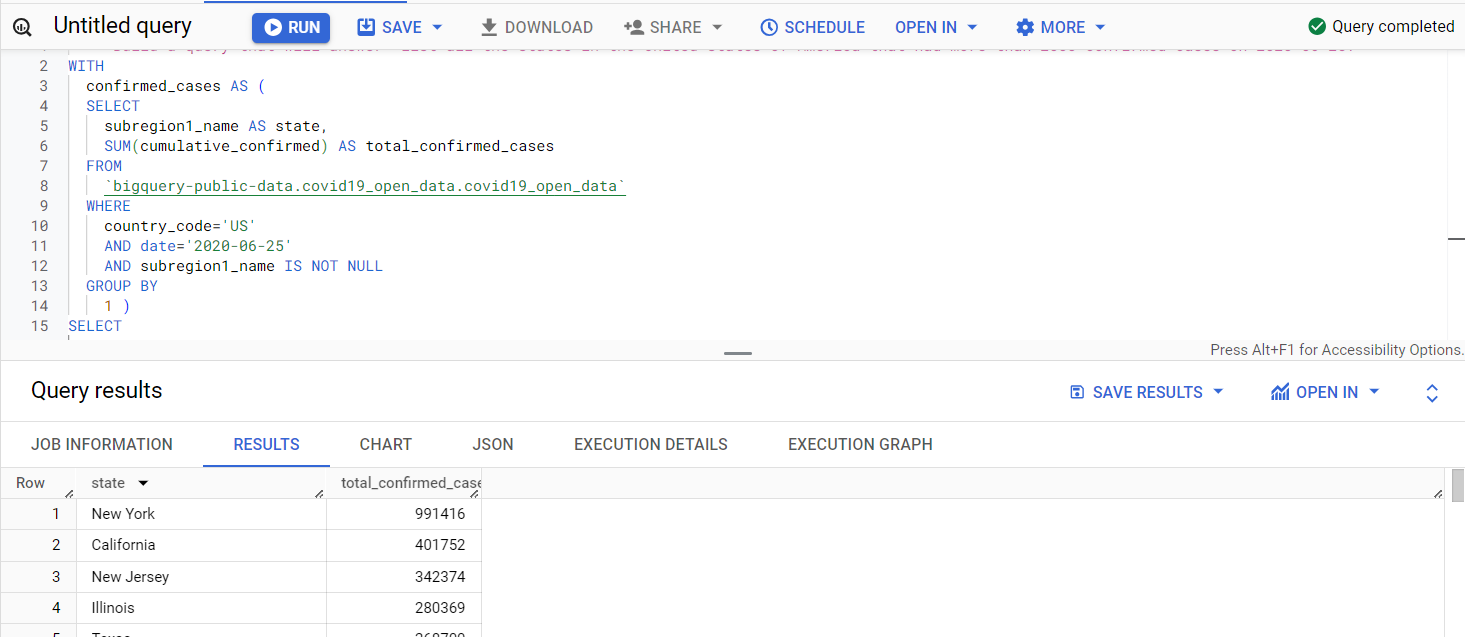 Untitled query RUN SAVE DOWNLOAD SHARE SCHEDULE OPEN IN MORE Query completed
2 WITH
3 confirmed_cases AS (
4 SELECT
5 subregion1_name AS state,
6 SUM(cumulative_confirmed) AS total_confirmed_cases
7 FROM
8 `bigquery-public-data.covid19_open_data.covid19_open_data`
9 WHERE
10 country_code='US'
11 AND date='2020-06-25'
12 AND subregion1_name IS NOT NULL
13 GROUP BY
14 1 )
15 SELECT
Press Alt+F1 for Accessibility Options.
Query results SAVE RESULTS OPEN IN
JOB INFORMATION RESULTS CHART JSON EXECUTION DETAILS EXECUTION GRAPH
Row state total_confirmed_case
1 New York 991416
2 California 401752
3 New Jersey 342374
4 Illinois 280369